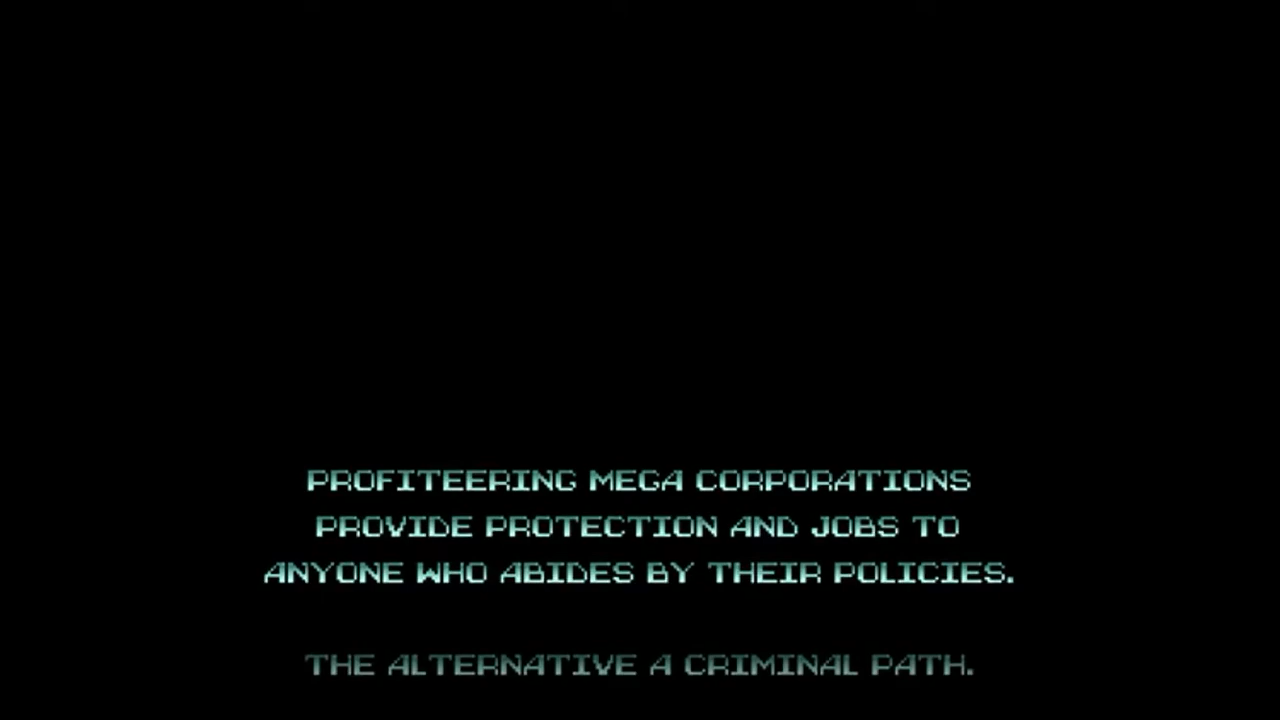 PROFITEERING MEGA CORPORATIONS
PROVIDE PROTECTION AND JOBS TO
ANYONE WHO ABIDES BY THEIR POLICIES.
THE ALTERNATIVE A CRIMINAL PATH.